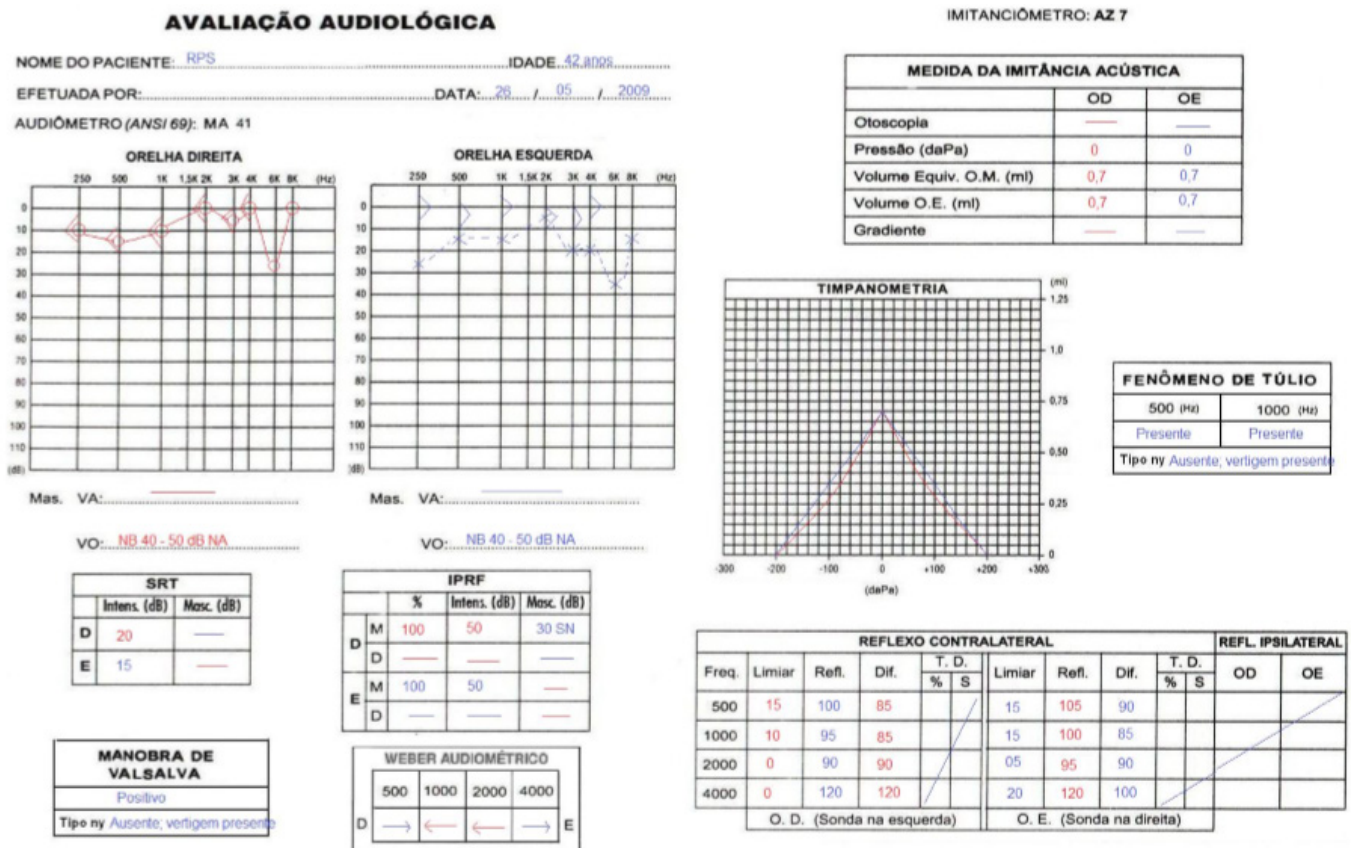 AVALIAÇÃO AUDIOLÓGICA
NOME DO PACIENTE: RPS IDADE 42 anos
EFETUADA POR: DATA: 26 / 05 / 2009
AUDIÔMETRO (ANSI 69): MA 41
ORELHA DIREITA
250 500 1K 1,5K 2K 3K 4K 6K 8K (Hz)
0
10
20
30
40
50
60
70
80
90
100
110
(dB)
Mas. VA:
VO: NB 40 - 50 dB NA
ORELHA ESQUERDA
250 500 1K 1,5K 2K 3K 4K 6K 8K (Hz)
0
10
20
30
40
50
60
70
80
90
100
110
(dB)
Mas. VA:
VO: NB 40 - 50 dB NA
SRT
Intens. (dB) Masc. (dB)
D 20 —
E 15 —
IPRF
% Intens. (dB) Masc. (dB)
D M 100 50 30 SN
D — — —
E M 100 50 —
D — — —
MANOBRA DE
VALSALVA
Positivo
Tipo ny Ausente; vertigem presente
WEBER AUDIOMÉTRICO
500 1000 2000 4000
D → ← ← → E
IMITANCIÔMETRO: AZ 7
MEDIDA DA IMITÂNCIA ACÚSTICA
OD OE
Otoscopia — —
Pressão (daPa) 0 0
Volume Equiv. O.M. (ml) 0,7 0,7
Volume O.E. (ml) 0,7 0,7
Gradiente — —
TIMPANOMETRIA
(ml)
1,25
1,0
0,75
0,50
0,25
0
-300 -200 -100 0 +100 +200 +300
(daPa)
FENÔMENO DE TÚLIO
500 (Hz) 1000 (Hz)
Presente Presente
Tipo ny Ausente; vertigem presente
REFLEXO CONTRALATERAL REFL. IPSILATERAL
Freq. Limiar Refl. Dif. T. D. Limiar Refl. Dif. T. D. OD OE
% S % S
500 15 100 85 15 105 90
1000 10 95 85 15 100 85
2000 0 90 90 05 95 90
4000 0 120 120 20 120 100
O. D. (Sonda na esquerda) O. E. (Sonda na direita)